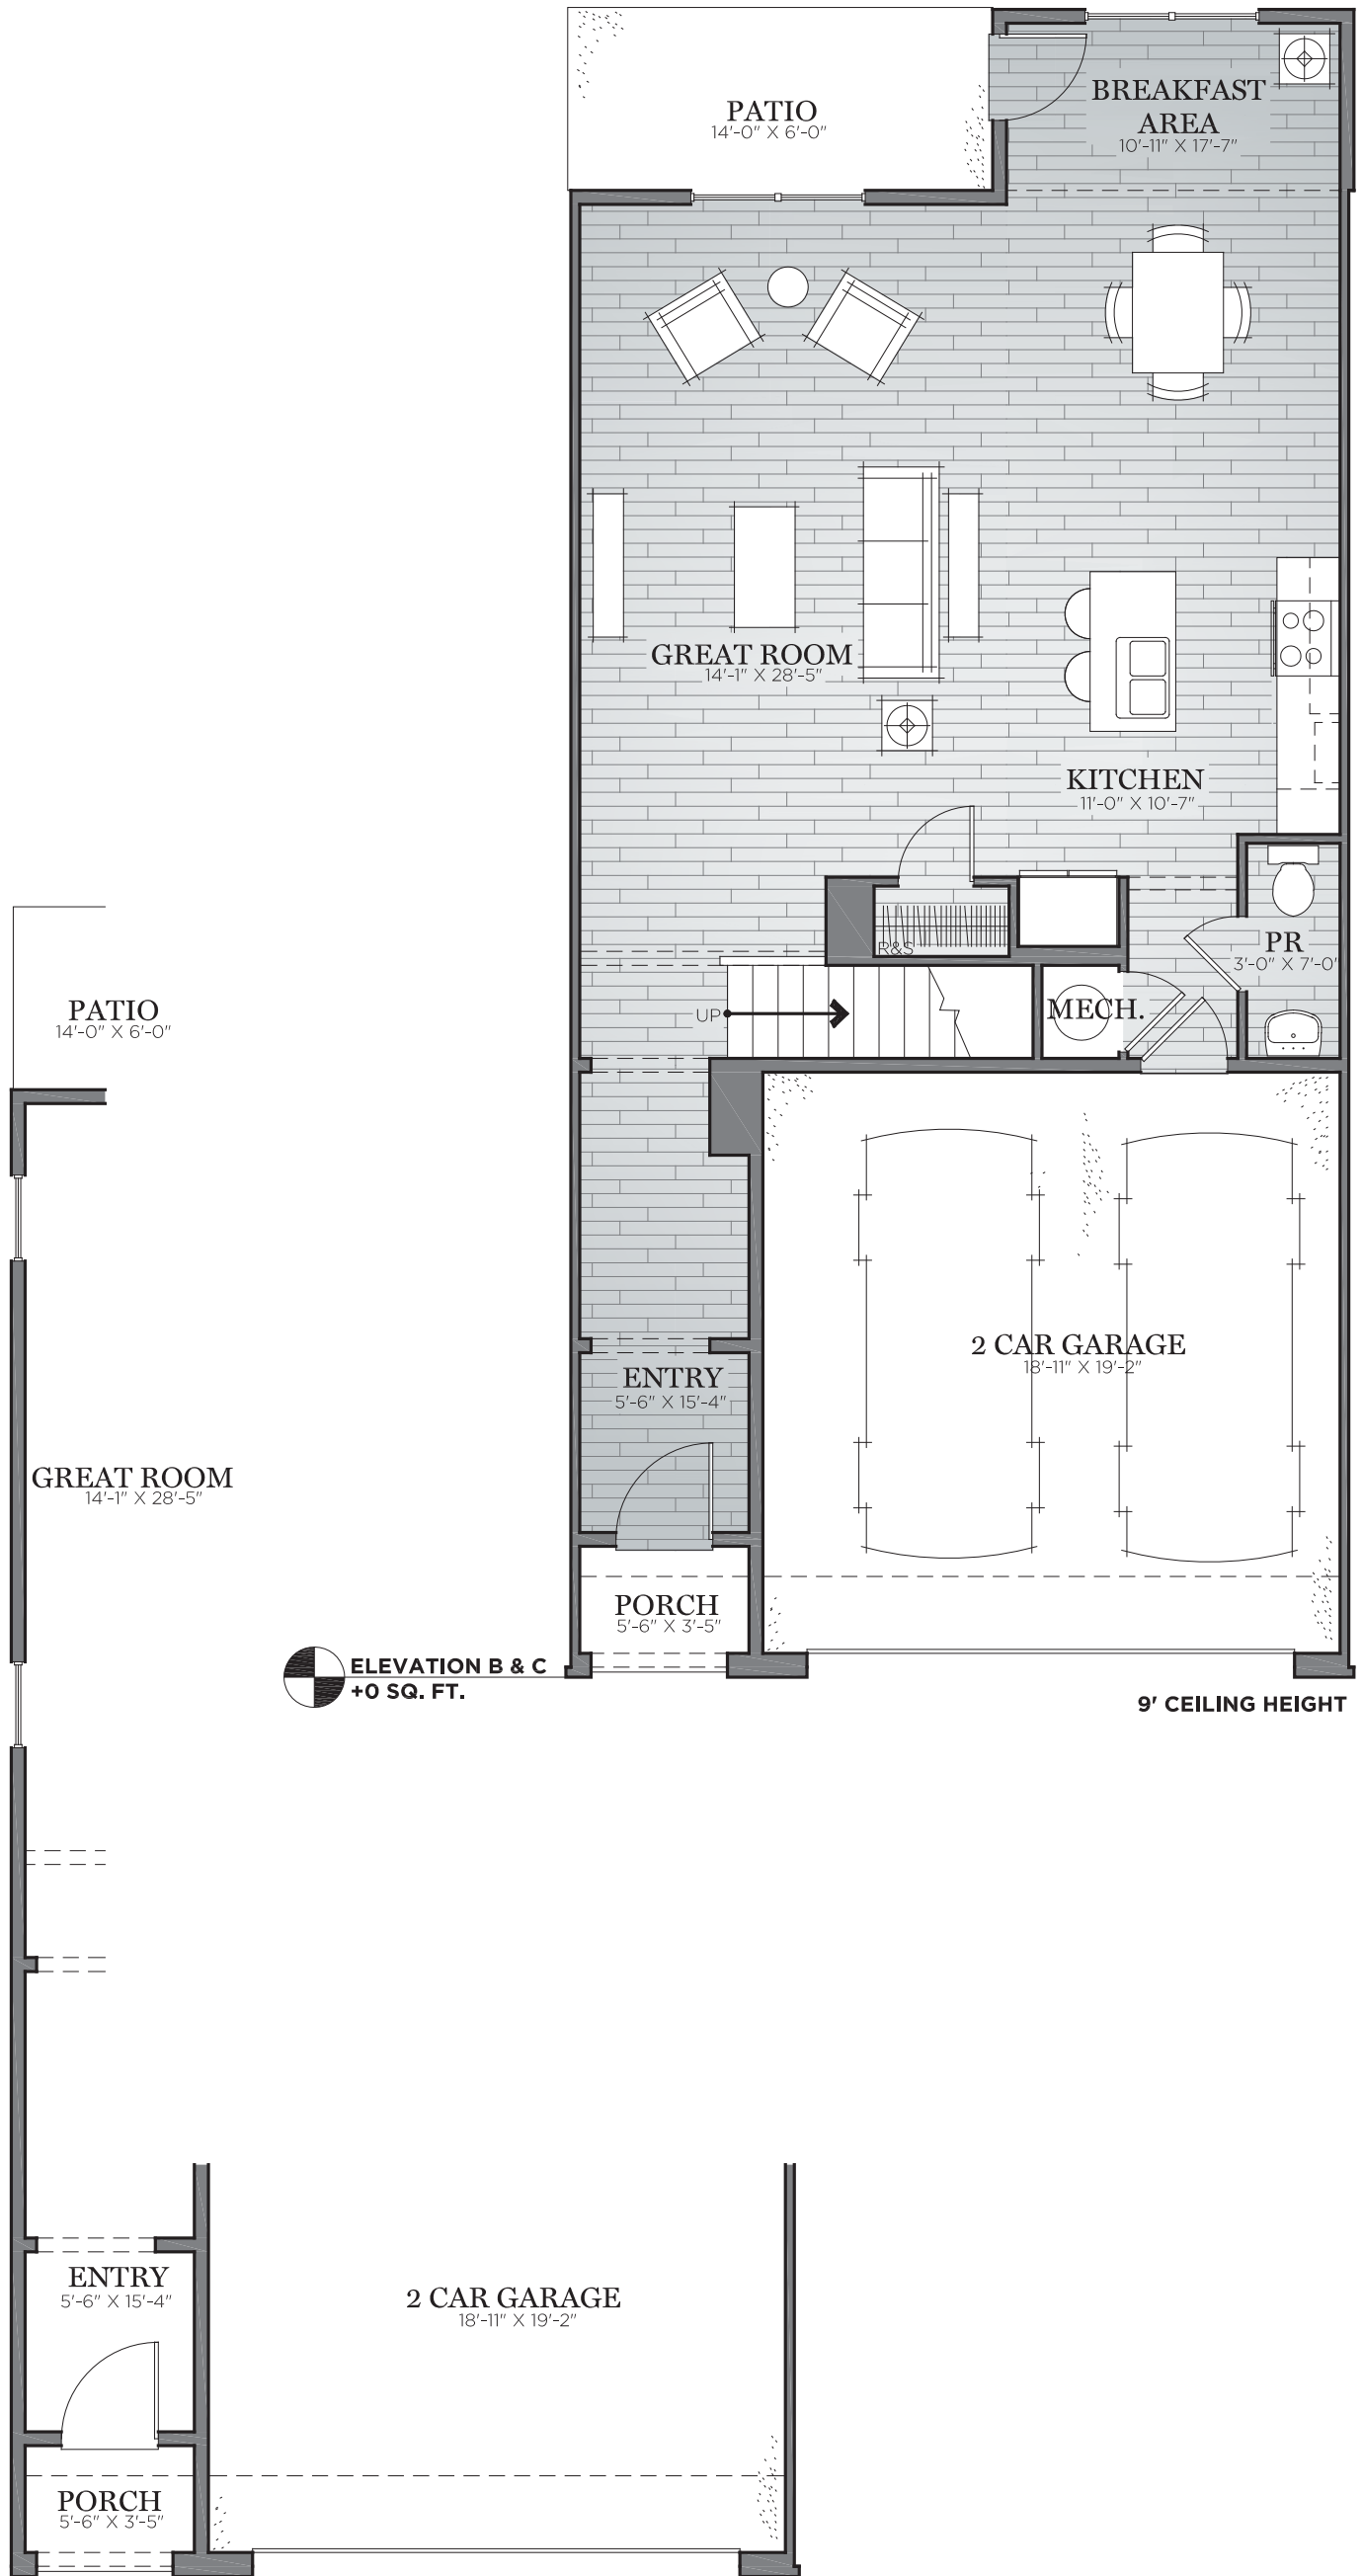 PATIO
14'-0" X 6'-0"
BREAKFAST
AREA
10'-11" X 17'-7"
GREAT ROOM
14'-1" X 28'-5"
KITCHEN
11'-0" X 10'-7"
R&S
PR
3'-0" X 7'-0"
UP
MECH.
2 CAR GARAGE
18'-11" X 19'-2"
ENTRY
5'-6" X 15'-4"
PORCH
5'-6" X 3'-5"
ELEVATION B & C
+0 SQ. FT.
9' CEILING HEIGHT
PATIO
14'-0" X 6'-0"
GREAT ROOM
14'-1" X 28'-5"
ENTRY
5'-6" X 15'-4"
2 CAR GARAGE
18'-11" X 19'-2"
PORCH
5'-6" X 3'-5"